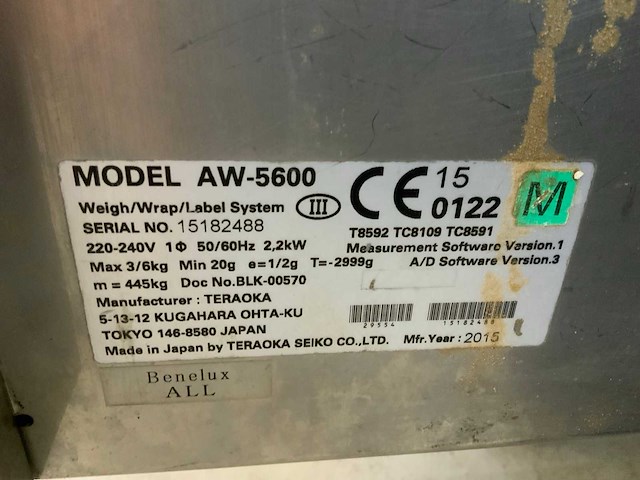 MODEL AW-5600
Weigh/Wrap/Label System III CE 15 0122 M
SERIAL NO. 15182488
T8592 TC8109 TC8591
220-240V 1Φ 50/60Hz 2,2kW
Measurement Software Version.1
Max 3/6kg Min 20g e=1/2g T=-2999g
A/D Software Version.3
m = 445kg Doc No.BLK-00570
Manufacturer : TERAOKA
5-13-12 KUGAHARA OHTA-KU
29554 15182488
TOKYO 146-8580 JAPAN
Made in Japan by TERAOKA SEIKO CO.,LTD. Mfr.Year : 2015
Benelux
ALL